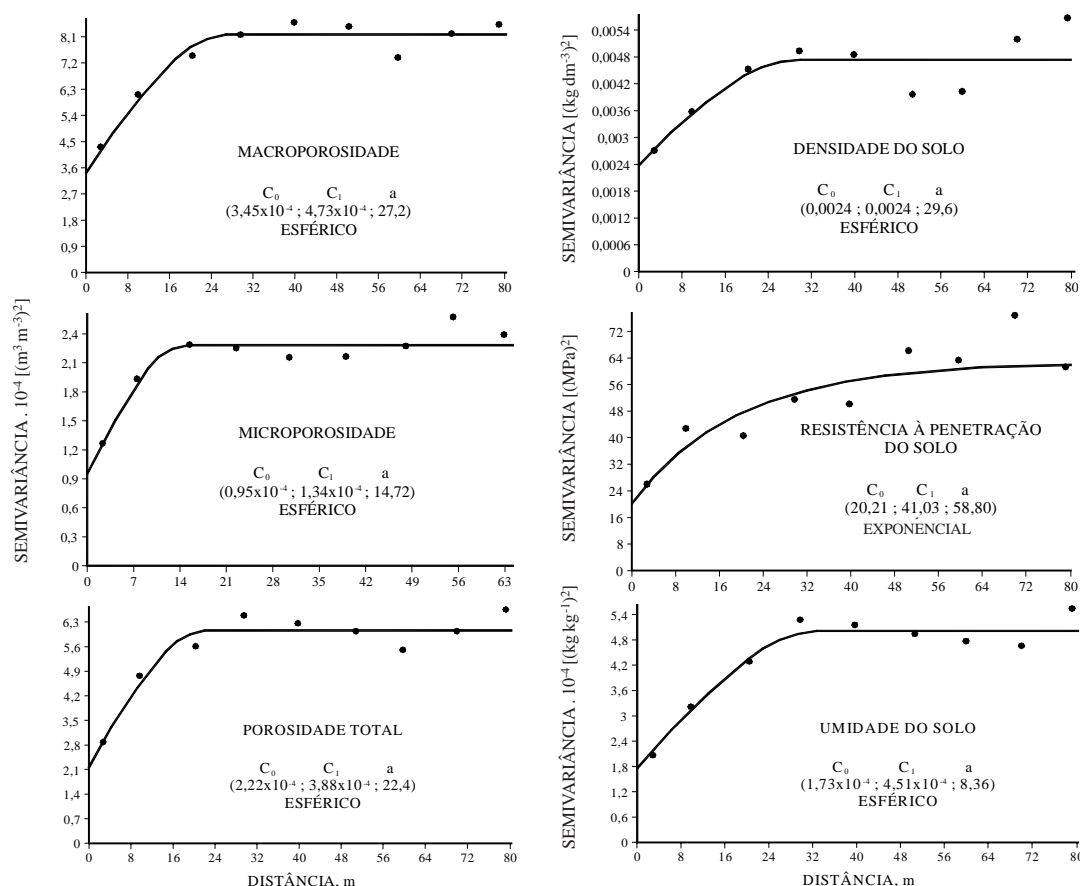 8,1
7,2
6,3
5,4
4,5
3,6
2,7
1,8
0,9
0
0 8 16 24 32 40 48 56 64 72 80
MACROPOROSIDADE
C₀ C₁ a
(3,45x10⁻⁴ ; 4,73x10⁻⁴ ; 27,2)
ESFÉRICO
SEMIVARIÂNCIA [(kg dm⁻³)²]
0,0054
0,0048
0,0042
0,0036
0,003
0,0024
0,0018
0,0012
0,0006
0
0 8 16 24 32 40 48 56 64 72 80
DENSIDADE DO SOLO
C₀ C₁ a
(0,0024 ; 0,0024 ; 29,6)
ESFÉRICO
SEMIVARIÂNCIA . 10⁻⁴ [(m³ m⁻³)²]
2,4
2,1
1,8
1,5
1,2
0,9
0,6
0,3
0
0 7 14 21 28 35 42 49 56 63
MICROPOROSIDADE
C₀ C₁ a
(0,95x10⁻⁴ ; 1,34x10⁻⁴ ; 14,72)
ESFÉRICO
SEMIVARIÂNCIA [(MPa)²]
72
64
56
48
40
32
24
16
8
0
0 8 16 24 32 40 48 56 64 72 80
RESISTÊNCIA À PENETRAÇÃO
DO SOLO
C₀ C₁ a
(20,21 ; 41,03 ; 58,80)
EXPONENCIAL
6,3
5,6
4,9
4,2
3,5
2,8
2,1
1,4
0,7
0
0 8 16 24 32 40 48 56 64 72 80
POROSIDADE TOTAL
C₀ C₁ a
(2,22x10⁻⁴ ; 3,88x10⁻⁴ ; 22,4)
ESFÉRICO
DISTÂNCIA, m
SEMIVARIÂNCIA . 10⁻⁴ [(kg kg⁻¹)²]
5,4
4,8
4,2
3,6
3
2,4
1,8
1,2
0,6
0
0 8 16 24 32 40 48 56 64 72 80
UMIDADE DO SOLO
C₀ C₁ a
(1,73x10⁻⁴ ; 4,51x10⁻⁴ ; 8,36)
ESFÉRICO
DISTÂNCIA, m